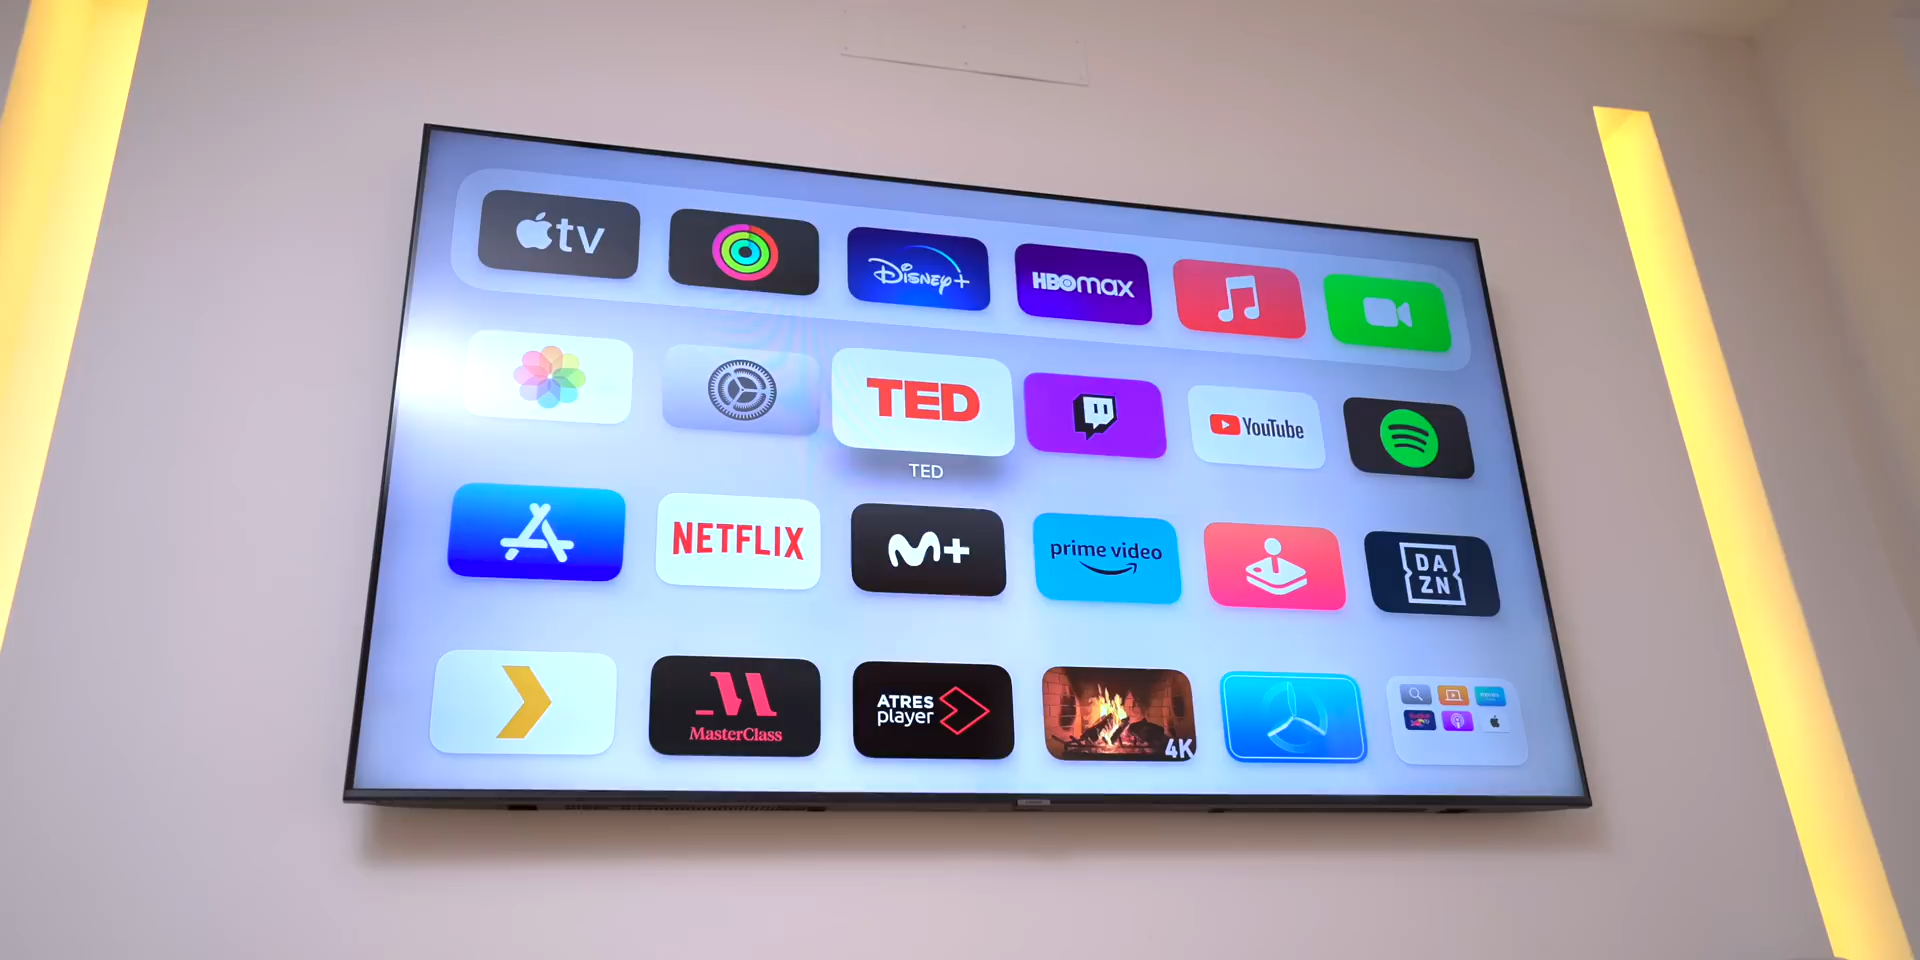 tv
Disney+
HBOmax
TED
YouTube
TED
NETFLIX
M+
prime video
DA
ZN
MasterClass
ATRES
player
4K